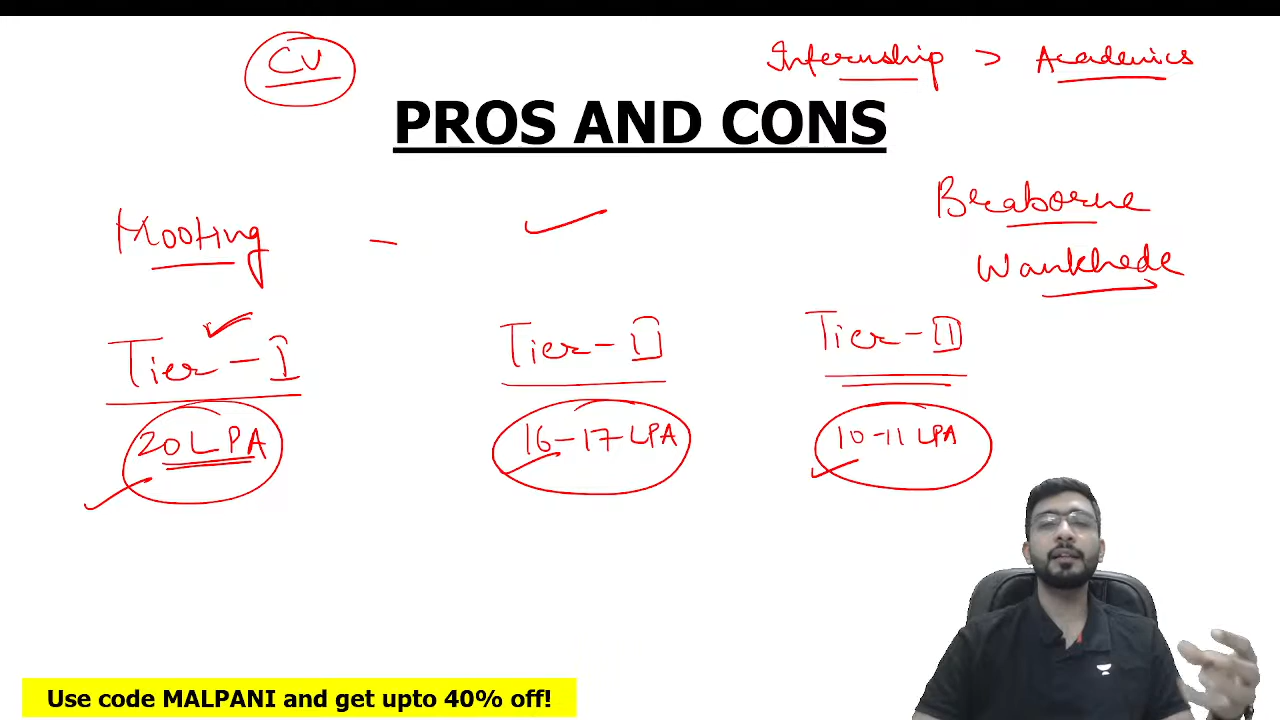 CV
Internship > Academics
PROS AND CONS
Braborne
Mooting -
Wankhede
Tier-I
Tier-II
Tier-III
20 LPA
16-17-LPA
10-11 LPA
Use code MALPANI and get upto 40% off!